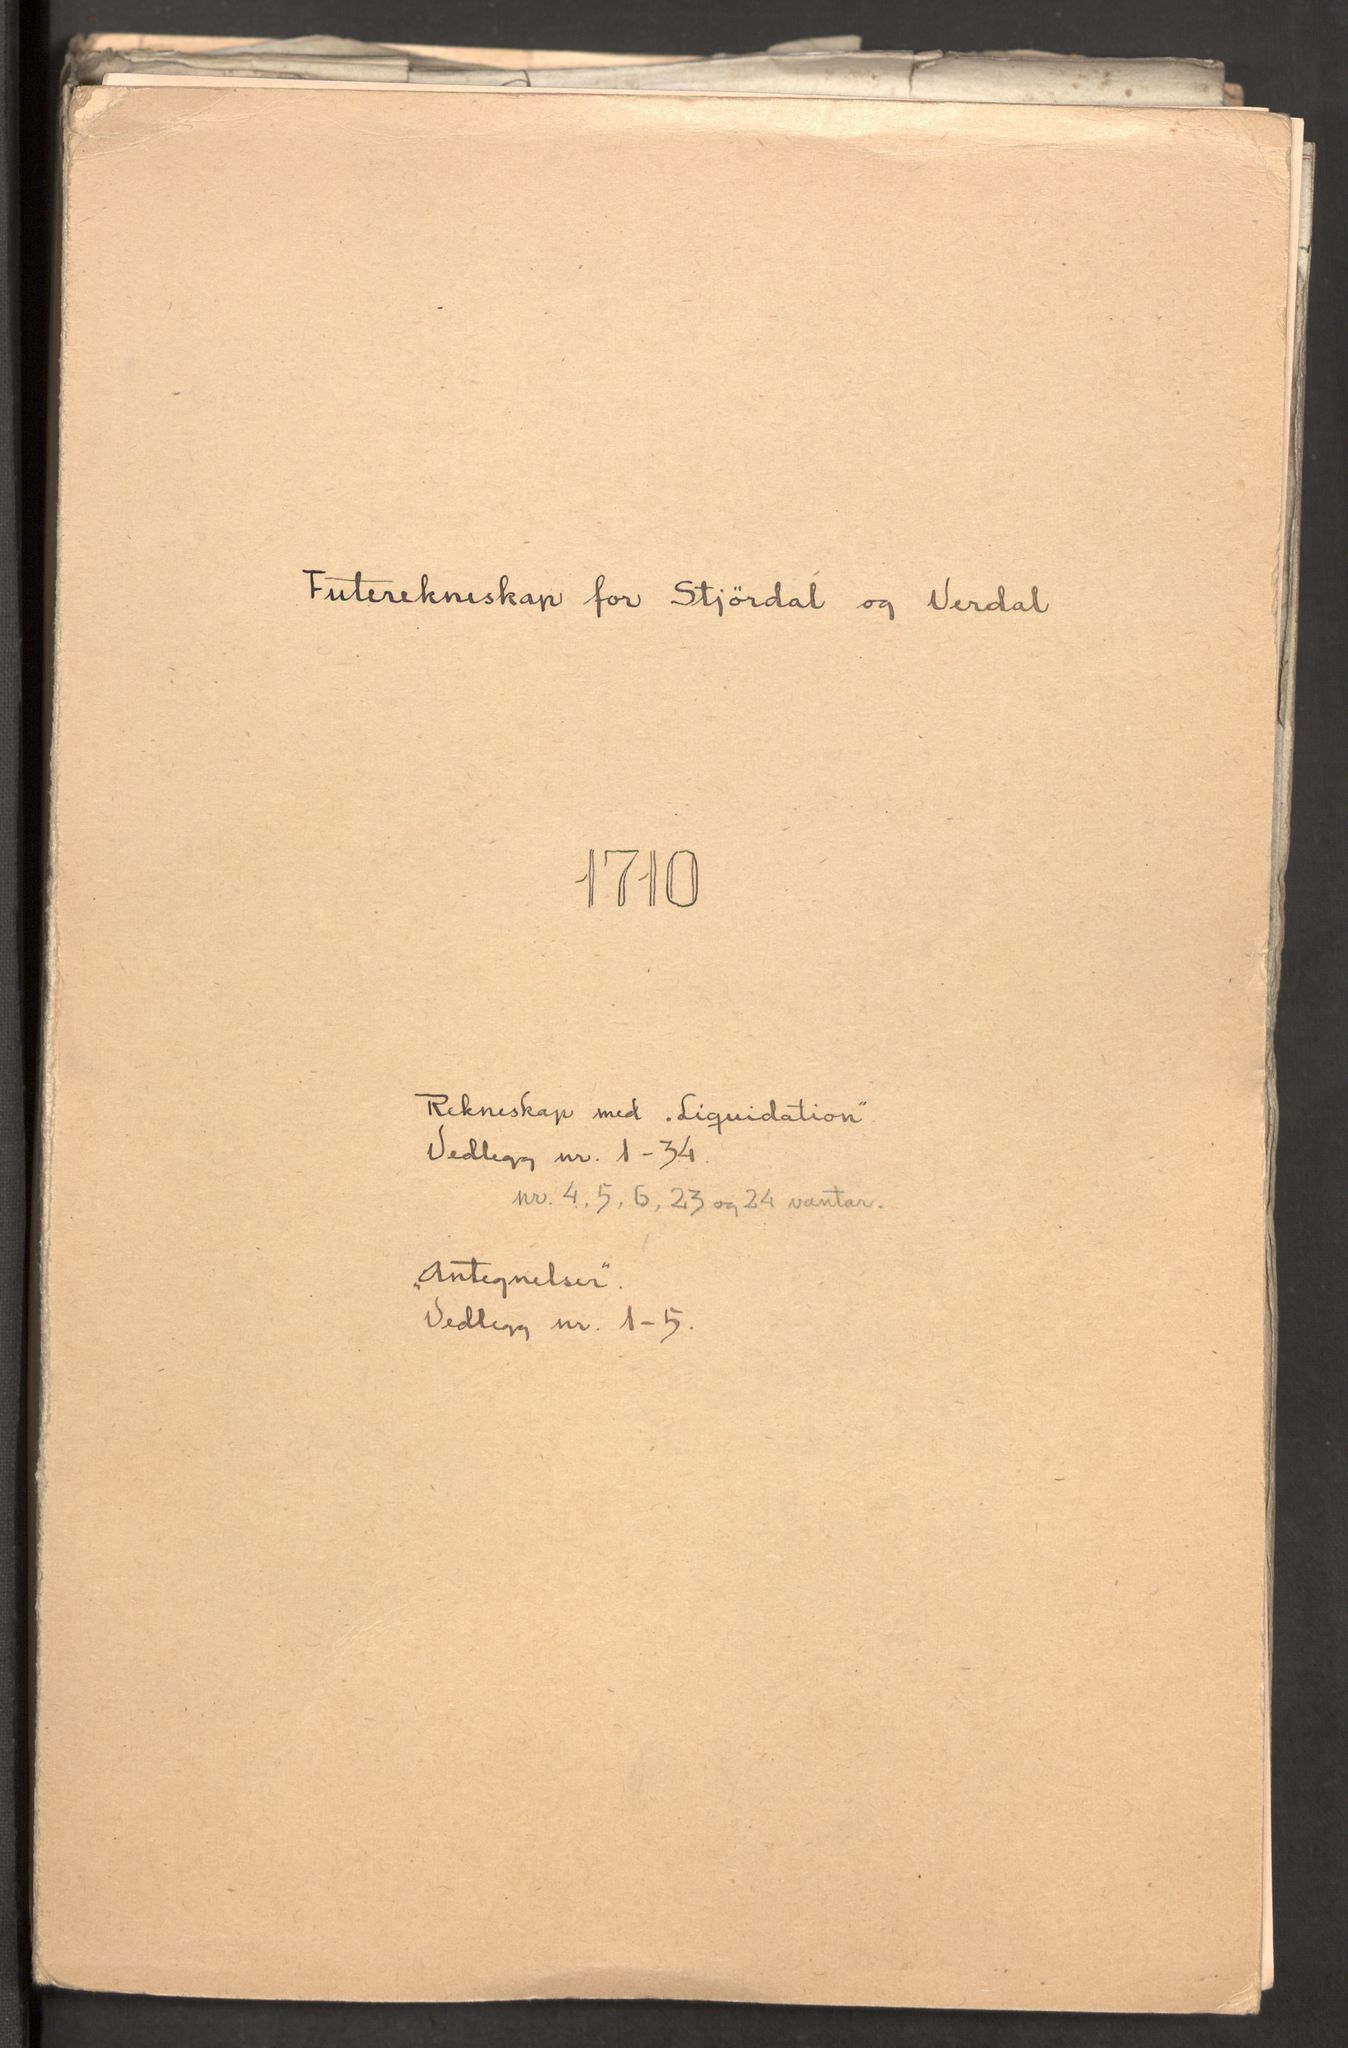 Futerekneskap for Stjördal og Verdal
1710
Rekneskap med „Liquidation"
Vedlegg nr. 1-34.
nr. 4, 5, 6, 23 og 24 vantar.
„Antegnelser".
Vedlegg nr. 1-5.